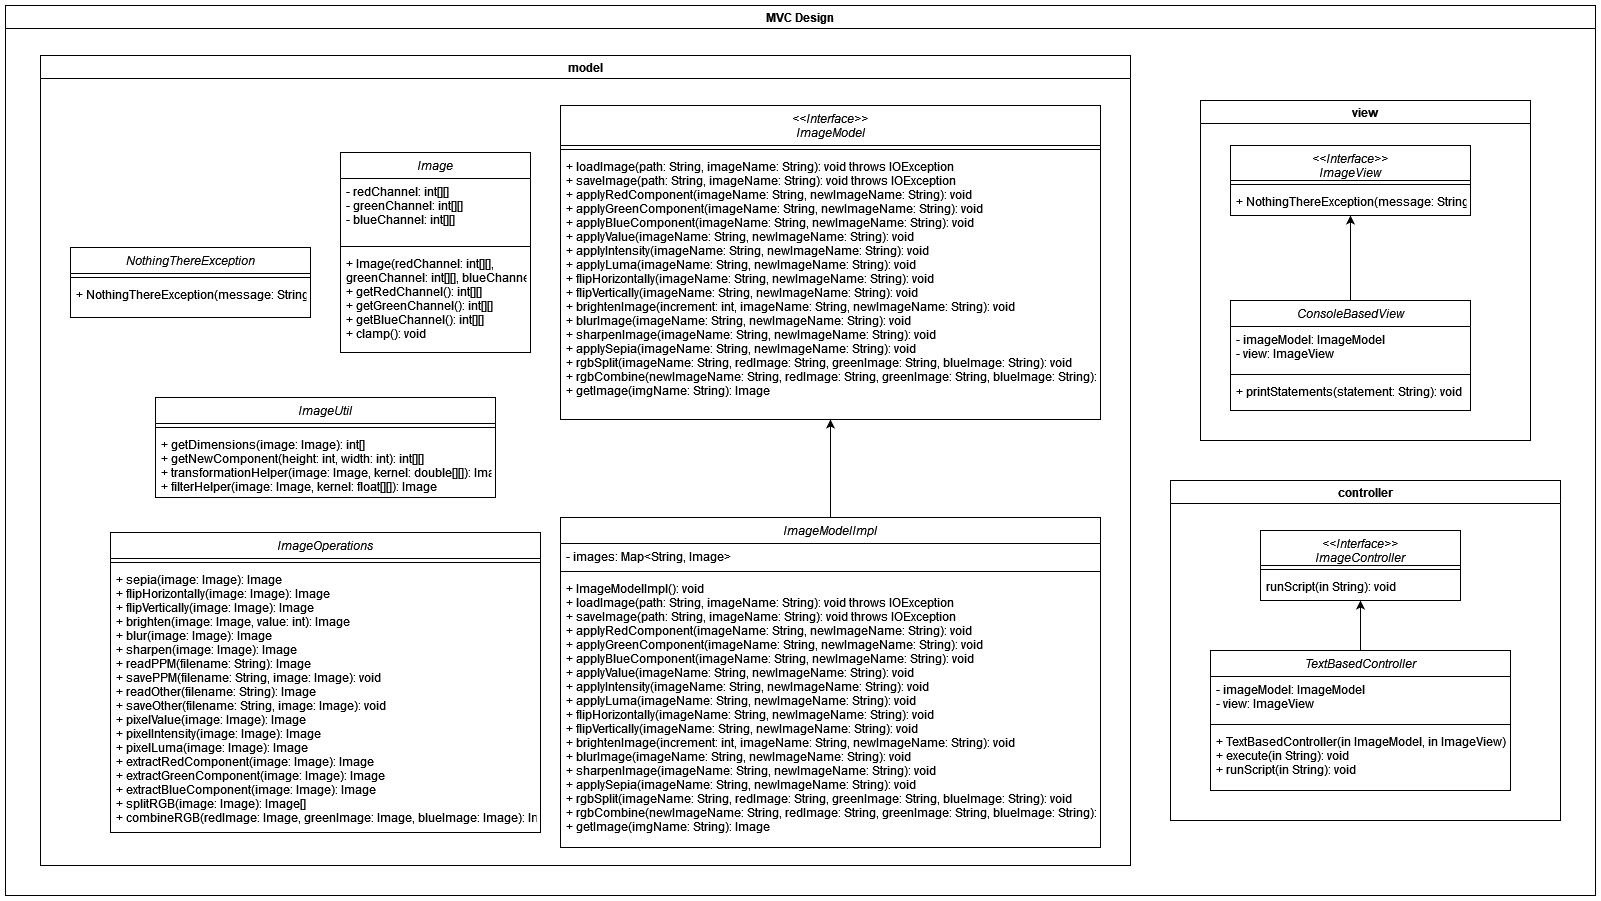 MVC Design
model
<<Interface>>
ImageModel
+ loadImage(path: String, imageName: String): void throws IOException
+ saveImage(path: String, imageName: String): void throws IOException
+ applyRedComponent(imageName: String, newImageName: String): void
+ applyGreenComponent(imageName: String, newImageName: String): void
+ applyBlueComponent(imageName: String, newImageName: String): void
+ applyValue(imageName: String, newImageName: String): void
+ applyIntensity(imageName: String, newImageName: String): void
+ applyLuma(imageName: String, newImageName: String): void
+ flipHorizontally(imageName: String, newImageName: String): void
+ flipVertically(imageName: String, newImageName: String): void
+ brightenImage(increment: int, imageName: String, newImageName: String): void
+ blurImage(imageName: String, newImageName: String): void
+ sharpenImage(imageName: String, newImageName: String): void
+ applySepia(imageName: String, newImageName: String): void
+ rgbSplit(imageName: String, redImage: String, greenImage: String, blueImage: String): void
+ rgbCombine(newImageName: String, redImage: String, greenImage: String, blueImage: String):
+ getImage(imgName: String): Image
Image
- redChannel: int[][]
- greenChannel: int[][]
- blueChannel: int[][]
+ Image(redChannel: int[][],
greenChannel: int[][], blueChanne
+ getRedChannel(): int[][]
+ getGreenChannel(): int[][]
+ getBlueChannel(): int[][]
+ clamp(): void
NothingThereException
+ NothingThereException(message: String
ImageUtil
+ getDimensions(image: Image): int[]
+ getNewComponent(height: int, width: int): int[][]
+ transformationHelper(image: Image, kernel: double[][]): Ima
+ filterHelper(image: Image, kernel: float[][]): Image
ImageOperations
+ sepia(image: Image): Image
+ flipHorizontally(image: Image): Image
+ flipVertically(image: Image): Image
+ brighten(image: Image, value: int): Image
+ blur(image: Image): Image
+ sharpen(image: Image): Image
+ readPPM(filename: String): Image
+ savePPM(filename: String, image: Image): void
+ readOther(filename: String): Image
+ saveOther(filename: String, image: Image): void
+ pixelValue(image: Image): Image
+ pixelIntensity(image: Image): Image
+ pixelLuma(image: Image): Image
+ extractRedComponent(image: Image): Image
+ extractGreenComponent(image: Image): Image
+ extractBlueComponent(image: Image): Image
+ splitRGB(image: Image): Image[]
+ combineRGB(redImage: Image, greenImage: Image, blueImage: Image): In
ImageModelImpl
- images: Map<String, Image>
+ ImageModelImpl(): void
+ loadImage(path: String, imageName: String): void throws IOException
+ saveImage(path: String, imageName: String): void throws IOException
+ applyRedComponent(imageName: String, newImageName: String): void
+ applyGreenComponent(imageName: String, newImageName: String): void
+ applyBlueComponent(imageName: String, newImageName: String): void
+ applyValue(imageName: String, newImageName: String): void
+ applyIntensity(imageName: String, newImageName: String): void
+ applyLuma(imageName: String, newImageName: String): void
+ flipHorizontally(imageName: String, newImageName: String): void
+ flipVertically(imageName: String, newImageName: String): void
+ brightenImage(increment: int, imageName: String, newImageName: String): void
+ blurImage(imageName: String, newImageName: String): void
+ sharpenImage(imageName: String, newImageName: String): void
+ applySepia(imageName: String, newImageName: String): void
+ rgbSplit(imageName: String, redImage: String, greenImage: String, blueImage: String): void
+ rgbCombine(newImageName: String, redImage: String, greenImage: String, blueImage: String):
+ getImage(imgName: String): Image
view
<<Interface>>
ImageView
+ NothingThereException(message: String
ConsoleBasedView
- imageModel: ImageModel
- view: ImageView
+ printStatements(statement: String): void
controller
<<Interface>>
ImageController
runScript(in String): void
TextBasedController
- imageModel: ImageModel
- view: ImageView
+ TextBasedController(in ImageModel, in ImageView)
+ execute(in String): void
+ runScript(in String): void